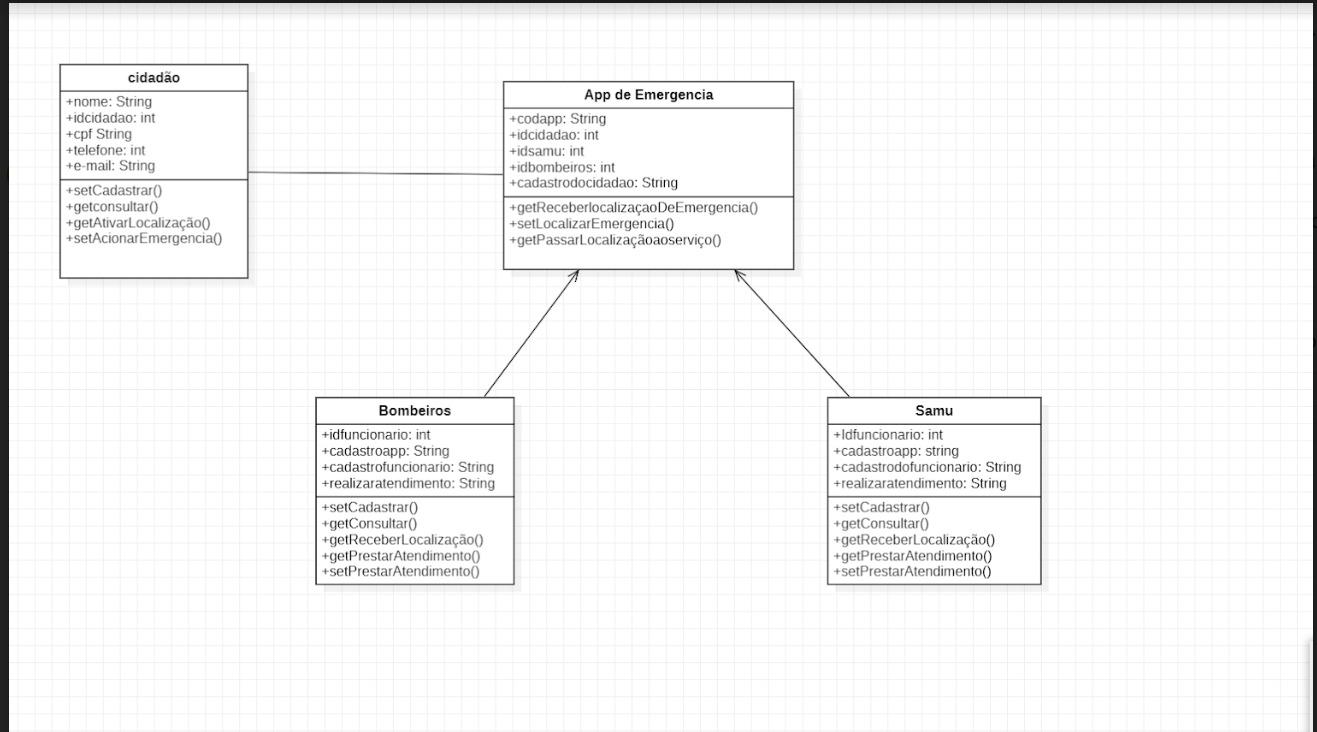 cidadão
+nome: String
+idcidadao: int
+cpf String
+telefone: int
+e-mail: String
+setCadastrar()
+getconsultar()
+getAtivarLocalização()
+setAcionarEmergencia()
App de Emergencia
+codapp: String
+idcidadao: int
+idsamu: int
+idbombeiros: int
+cadastrodocidadao: String
+getReceberlocalizaçaoDeEmergencia()
+setLocalizarEmergencia()
+getPassarLocalizaçãoaoserviço()
Bombeiros
+idfuncionario: int
+cadastroapp: String
+cadastrofuncionario: String
+realizaratendimento: String
+setCadastrar()
+getConsultar()
+getReceberLocalização()
+getPrestarAtendimento()
+setPrestarAtendimento()
Samu
+Idfuncionario: int
+cadastroapp: string
+cadastrodofuncionario: String
+realizaratendimento: String
+setCadastrar()
+getConsultar()
+getReceberLocalização()
+getPrestarAtendimento()
+setPrestarAtendimento()